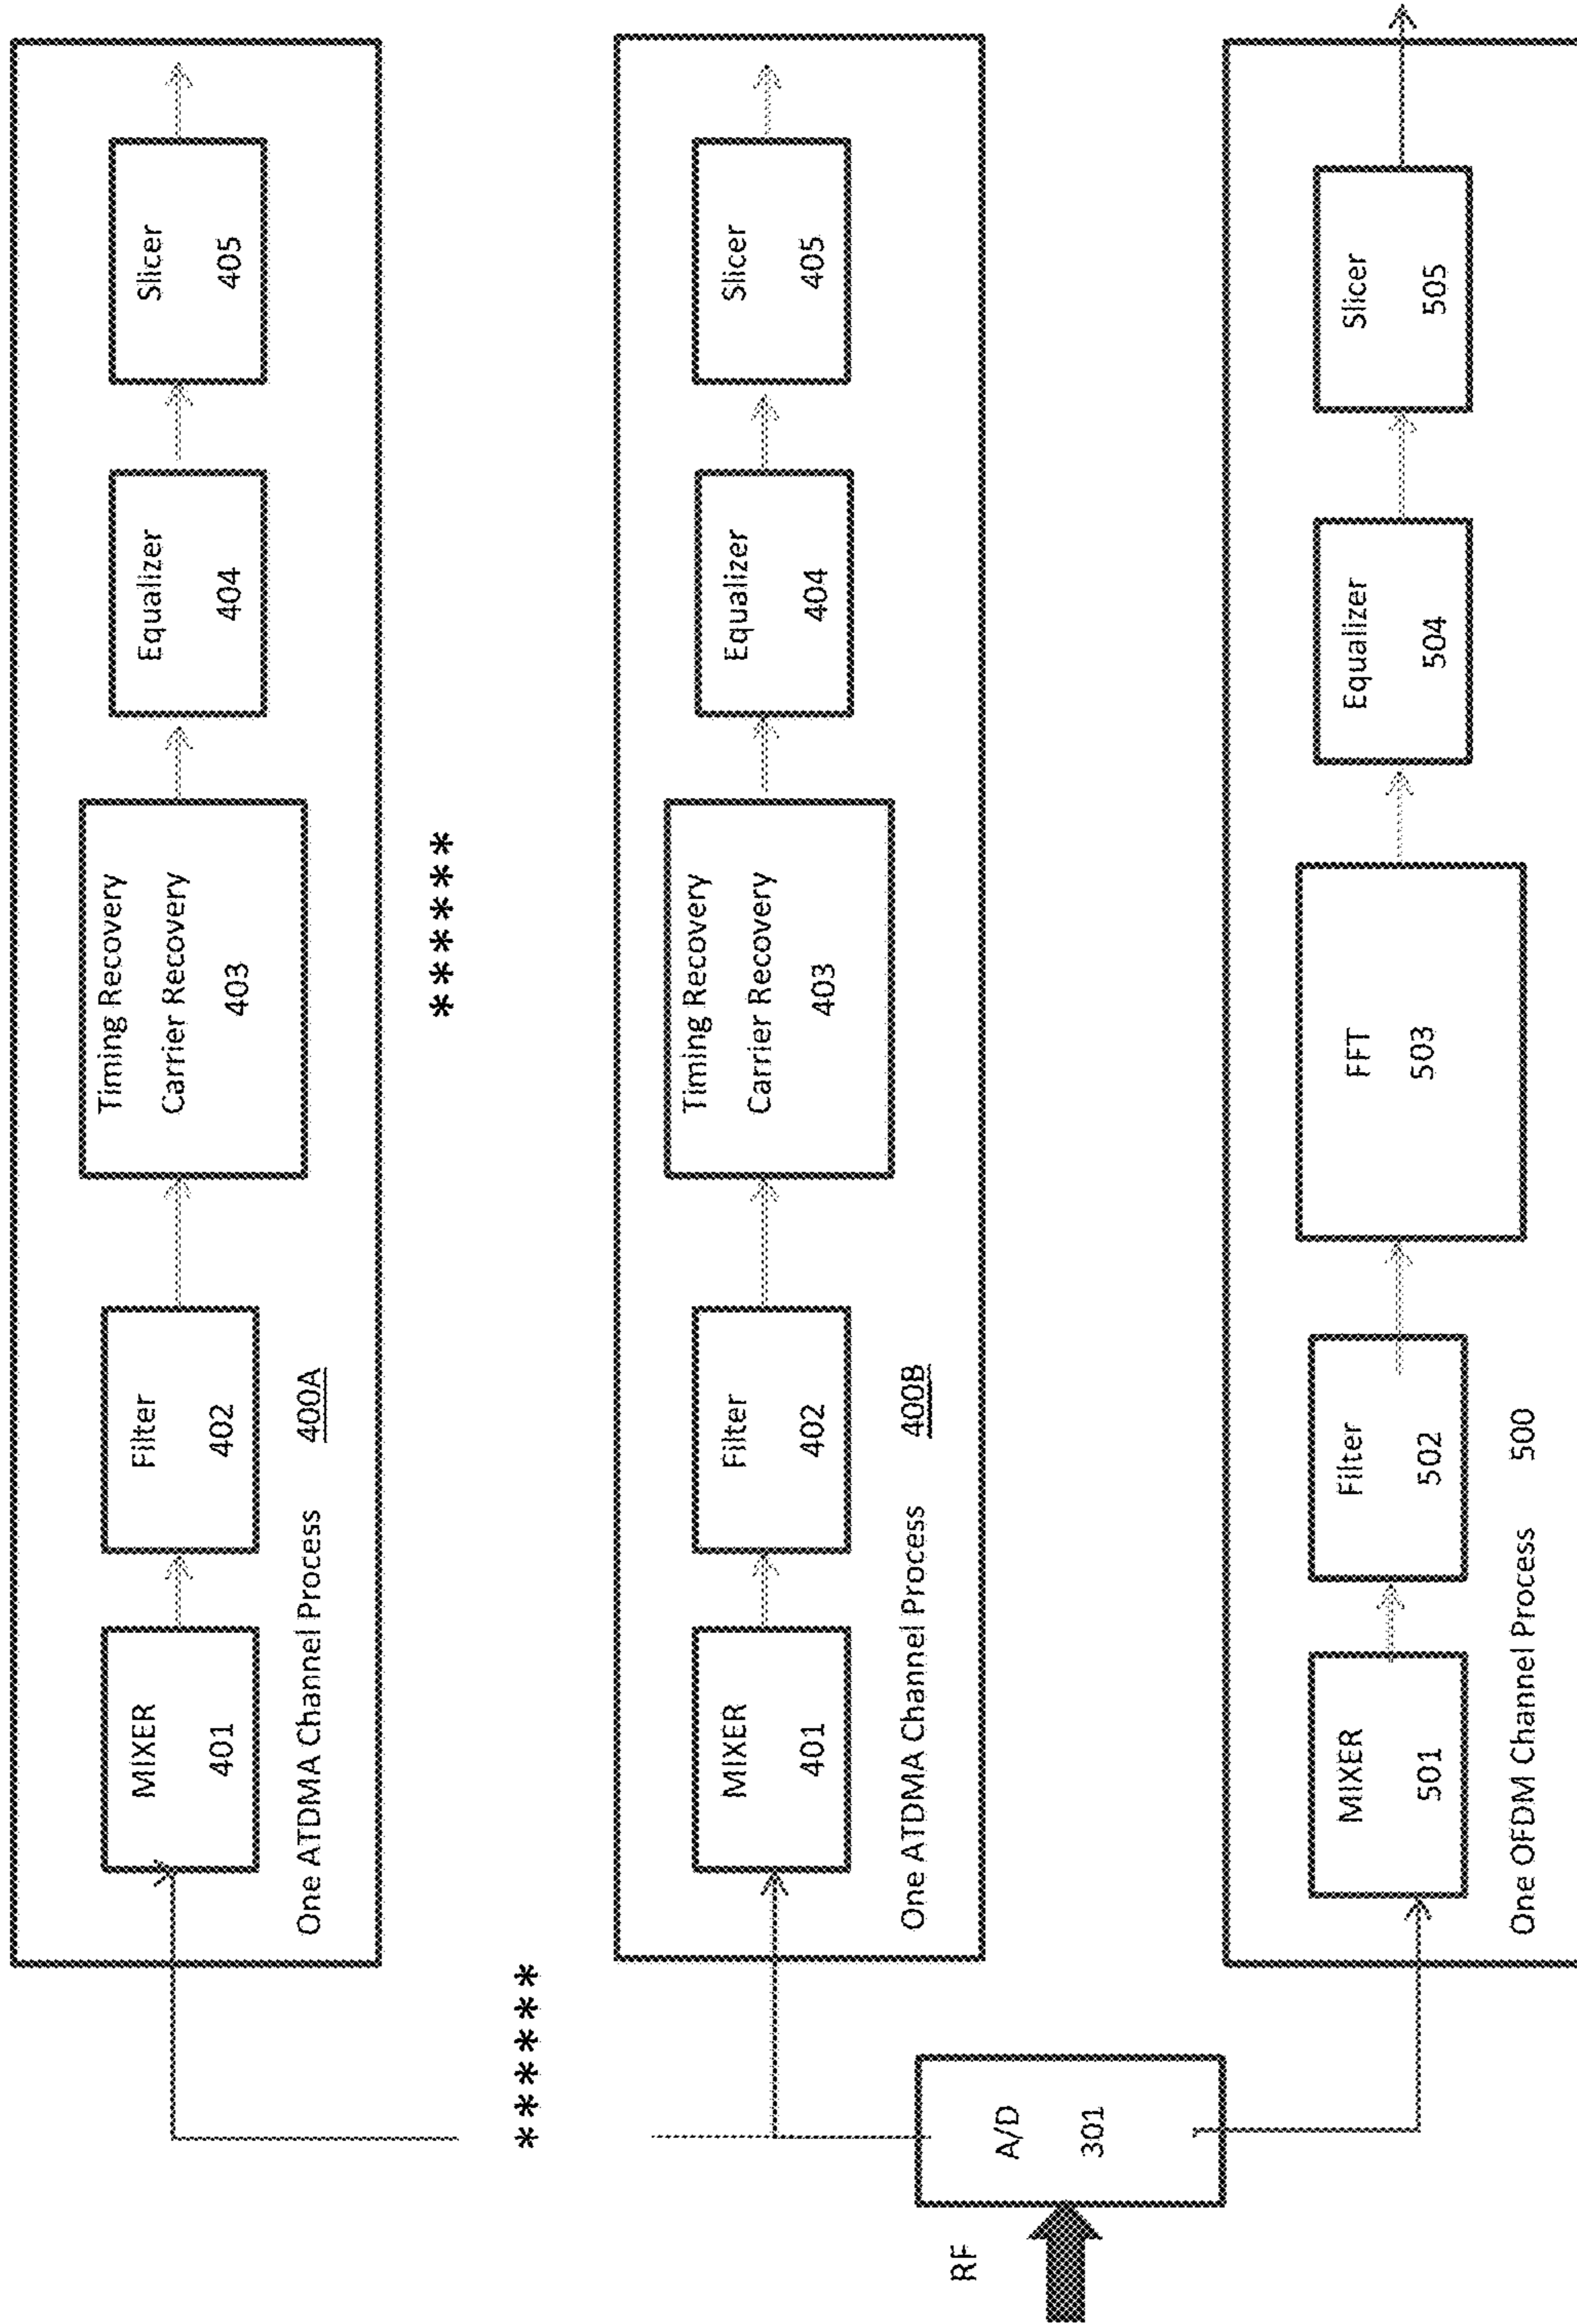 MIXER
401
Filter
402
Timing Recovery
Carrier Recovery
403
Equalizer
404
Slicer
405
One ATDMA Channel Process 400A
******
******
MIXER
401
Filter
402
Timing Recovery
Carrier Recovery
403
Equalizer
404
Slicer
405
One ATDMA Channel Process 400B
RF
A/D
301
MIXER
501
Filter
502
FFT
503
Equalizer
504
Slicer
505
One OFDM Channel Process 500